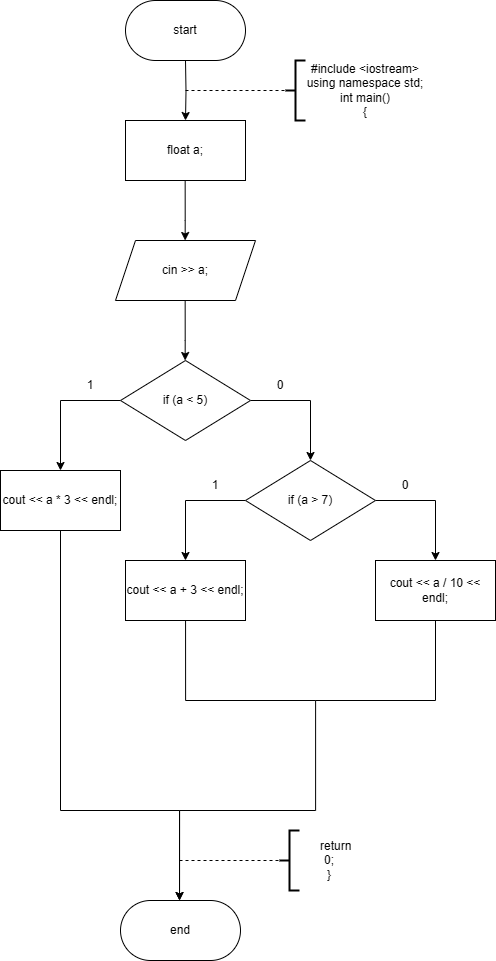 start
#include <iostream>
using namespace std;
int main()
{
float a;
cin >> a;
if (a < 5)
1
0
cout << a * 3 << endl;
if (a > 7)
1
0
cout << a + 3 << endl;
cout << a / 10 <<
endl;
return
0;
}
end